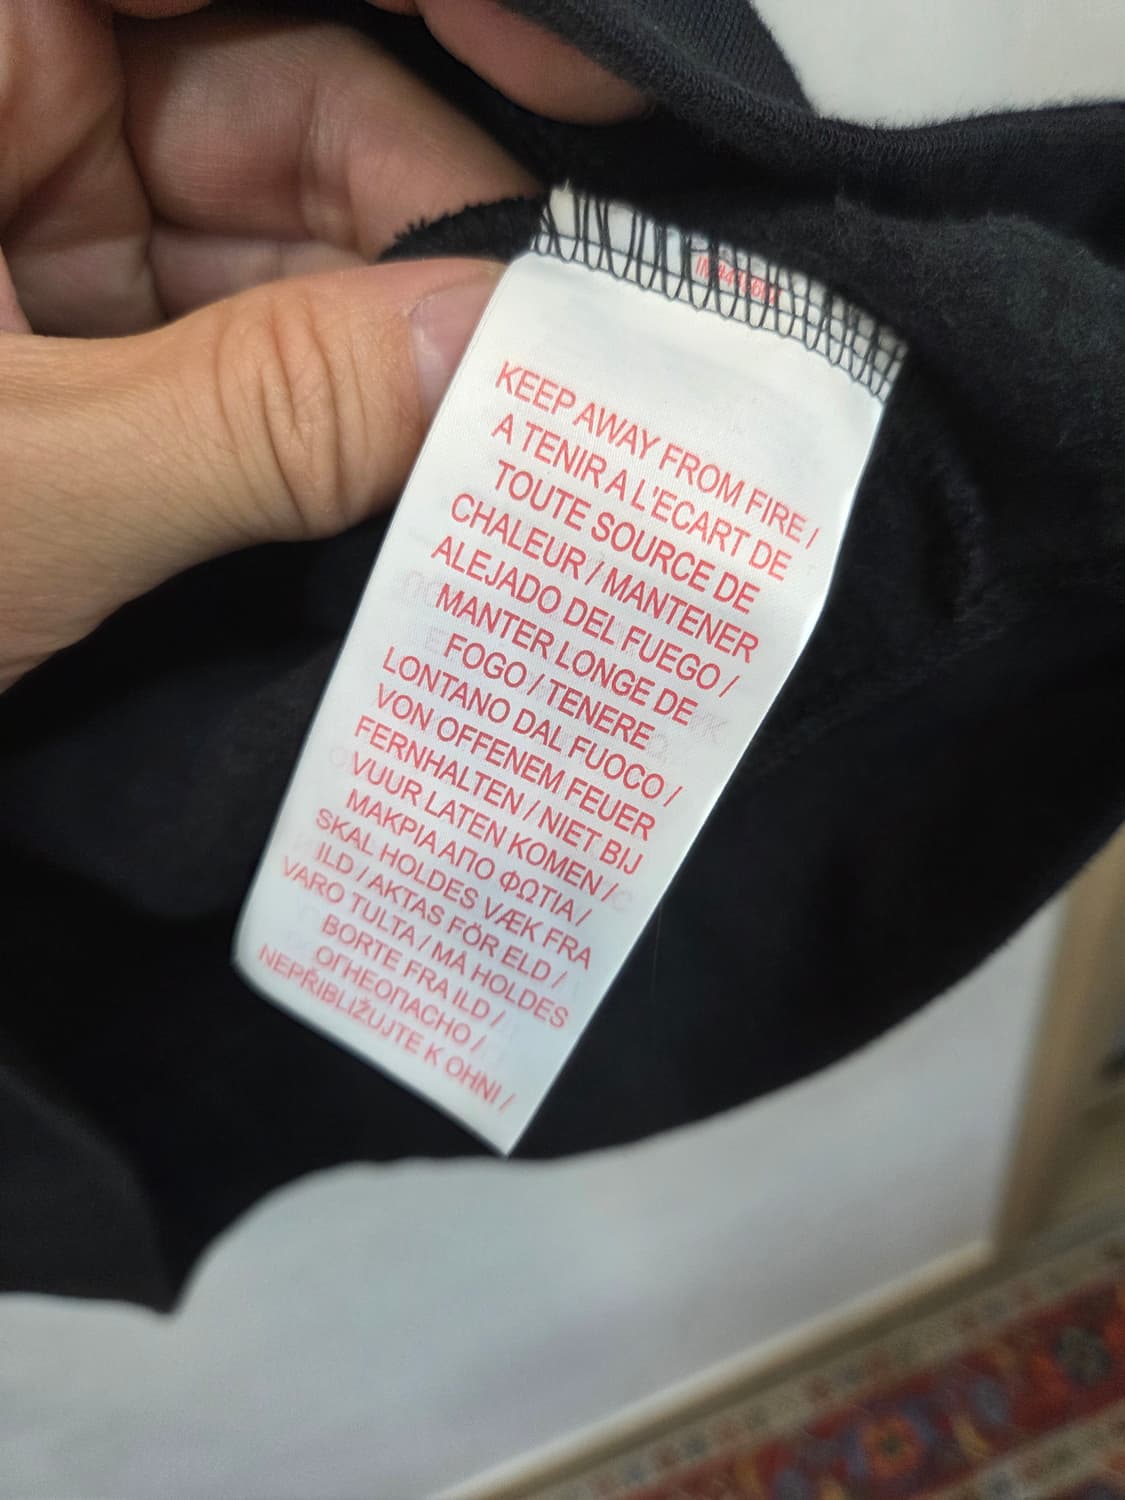 KEEP AWAY FROM FIRE /
A TENIR A L'ECART DE
TOUTE SOURCE DE
CHALEUR / MANTENER
ALEJADO DEL FUEGO /
MANTER LONGE DE
FOGO / TENERE
LONTANO DAL FUOCO /
VON OFFENEM FEUER
FERNHALTEN / NIET BIJ
VUUR LATEN KOMEN /
ΜΑΚΡΙΑ ΑΠΟ ΦΩΤΙΑ /
SKAL HOLDES VÆK FRA
ILD / AKTAS FÖR ELD /
VARO TULTA / MA HOLDES
BORTE FRA ILD /
ОГНЕОПАСНО /
NEPŘIBLIŽUJTE K OHNI /